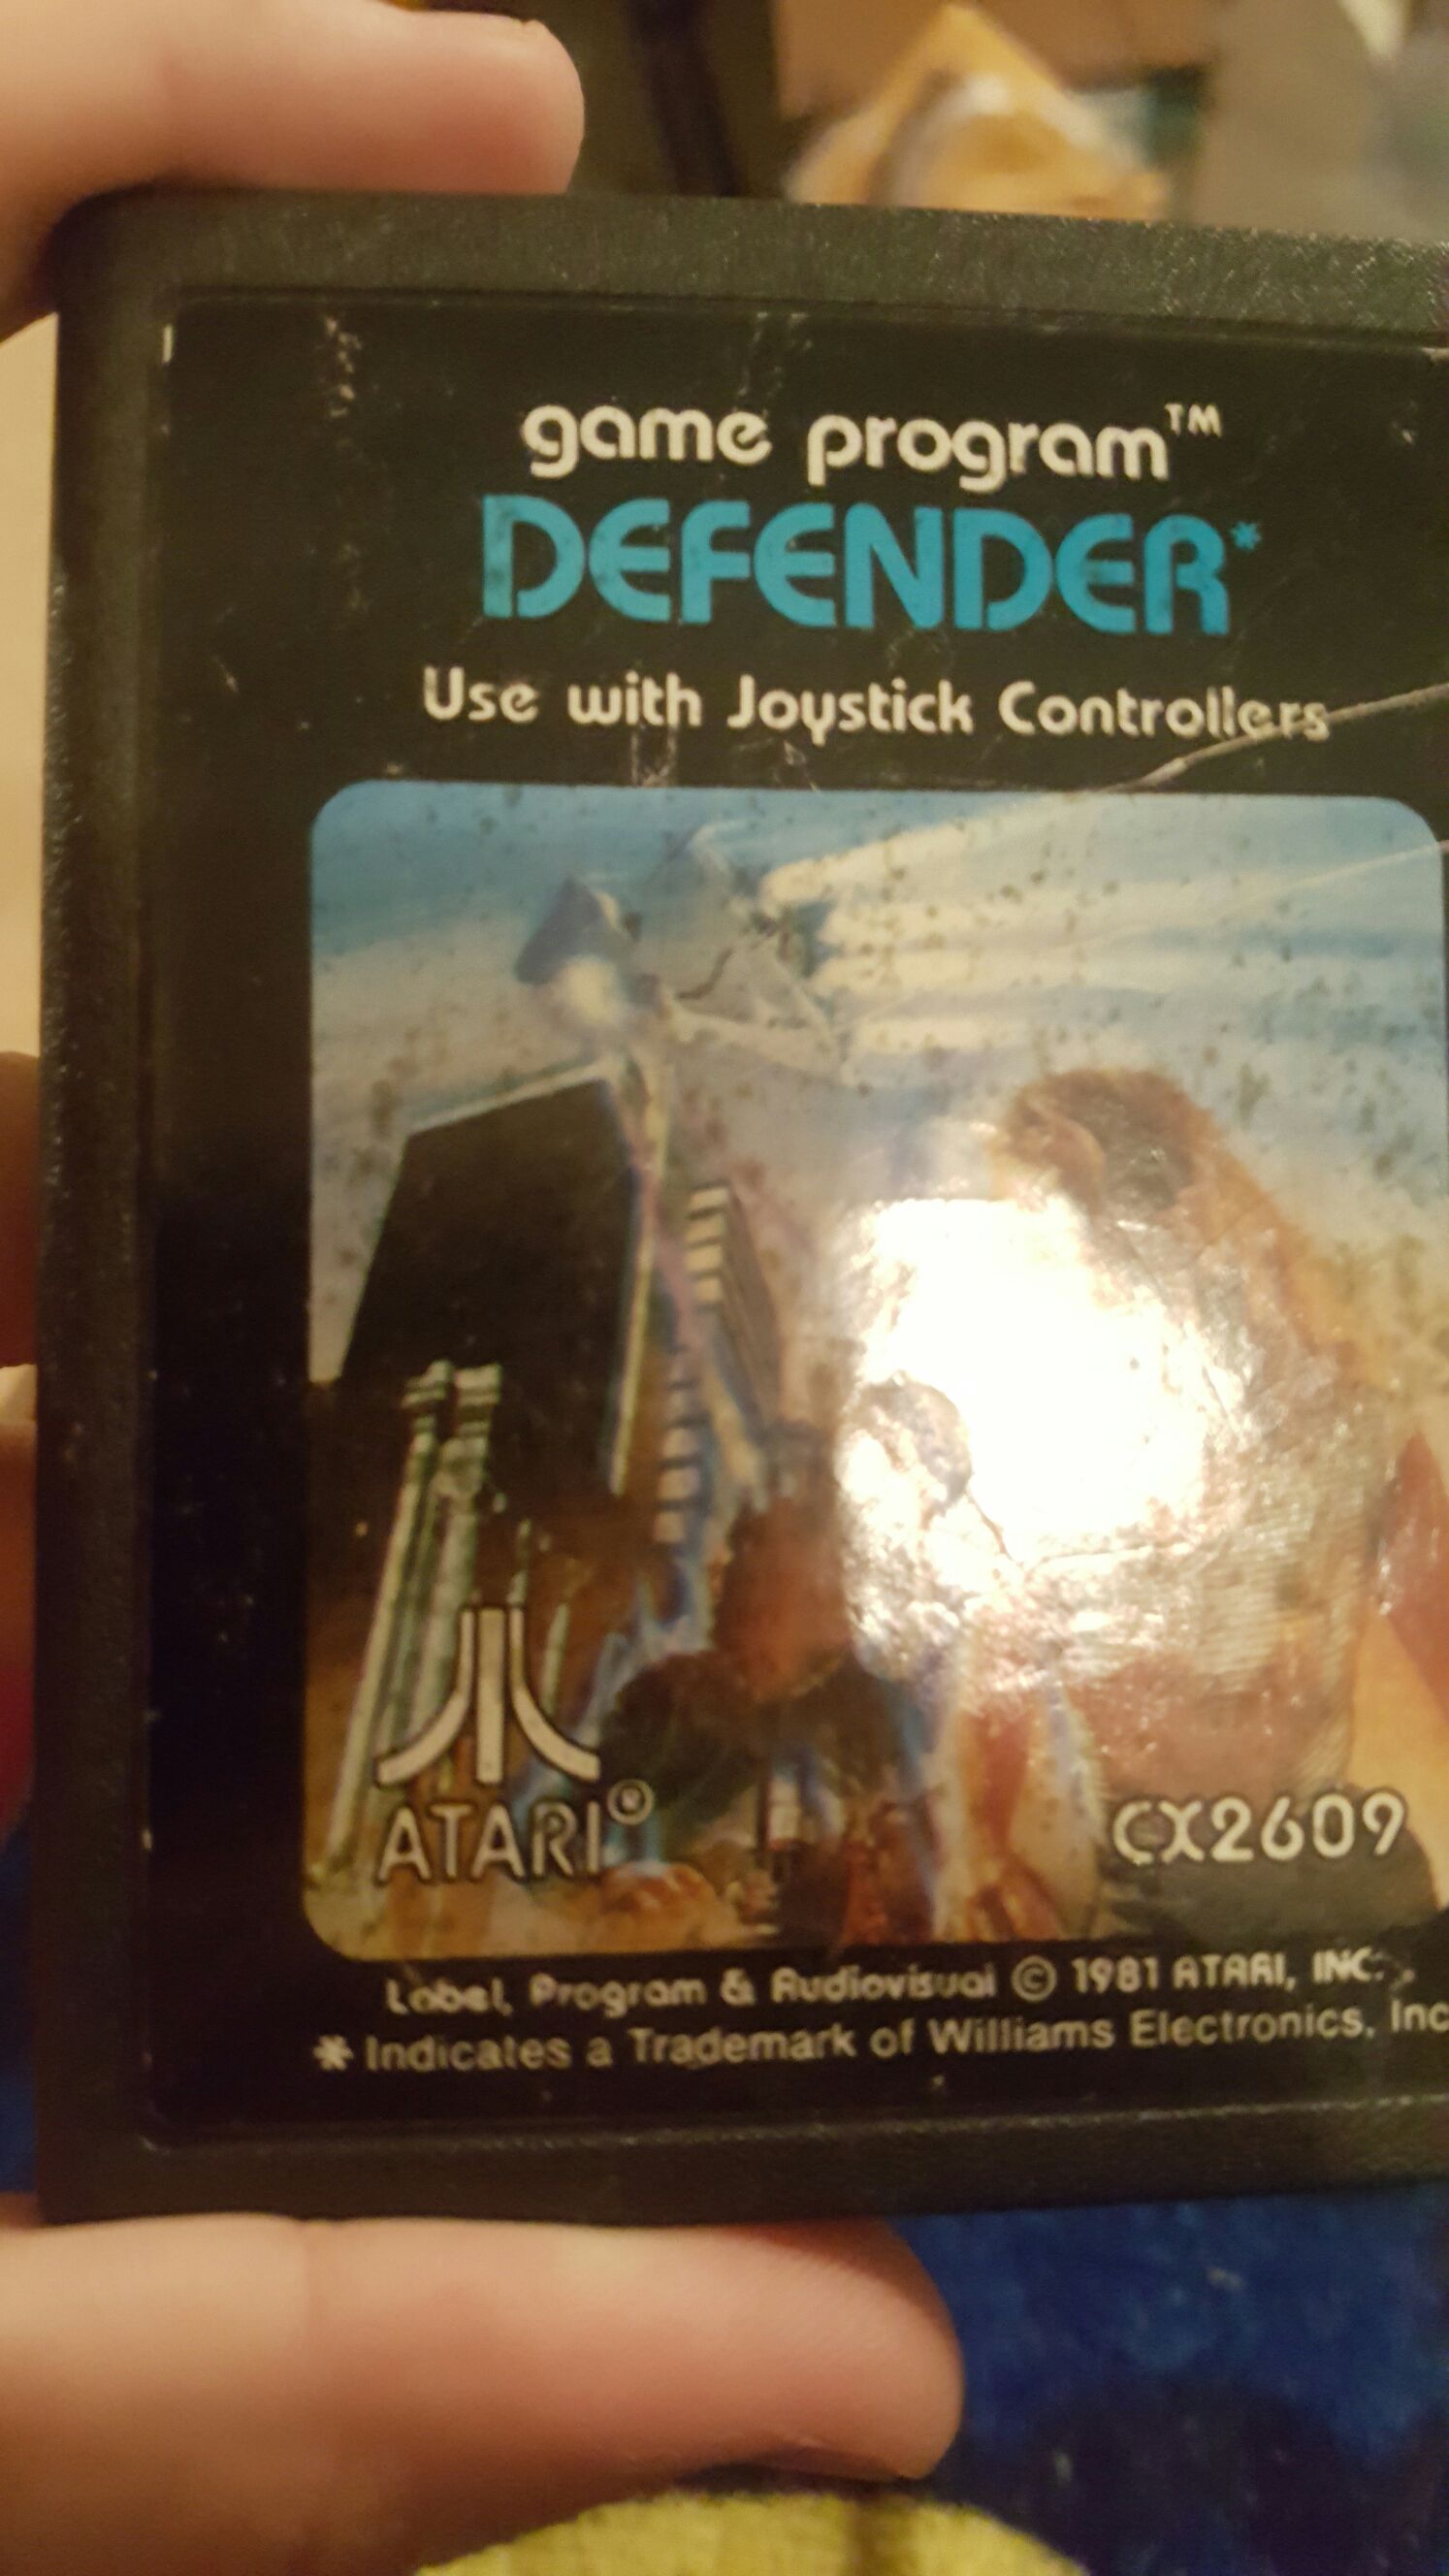 game program™
DEFENDER*
Use with Joystick Controllers
ATARI®
CX2609
Label, Program & Audiovisual © 1981 ATARI, INC.
* Indicates a Trademark of Williams Electronics, Inc